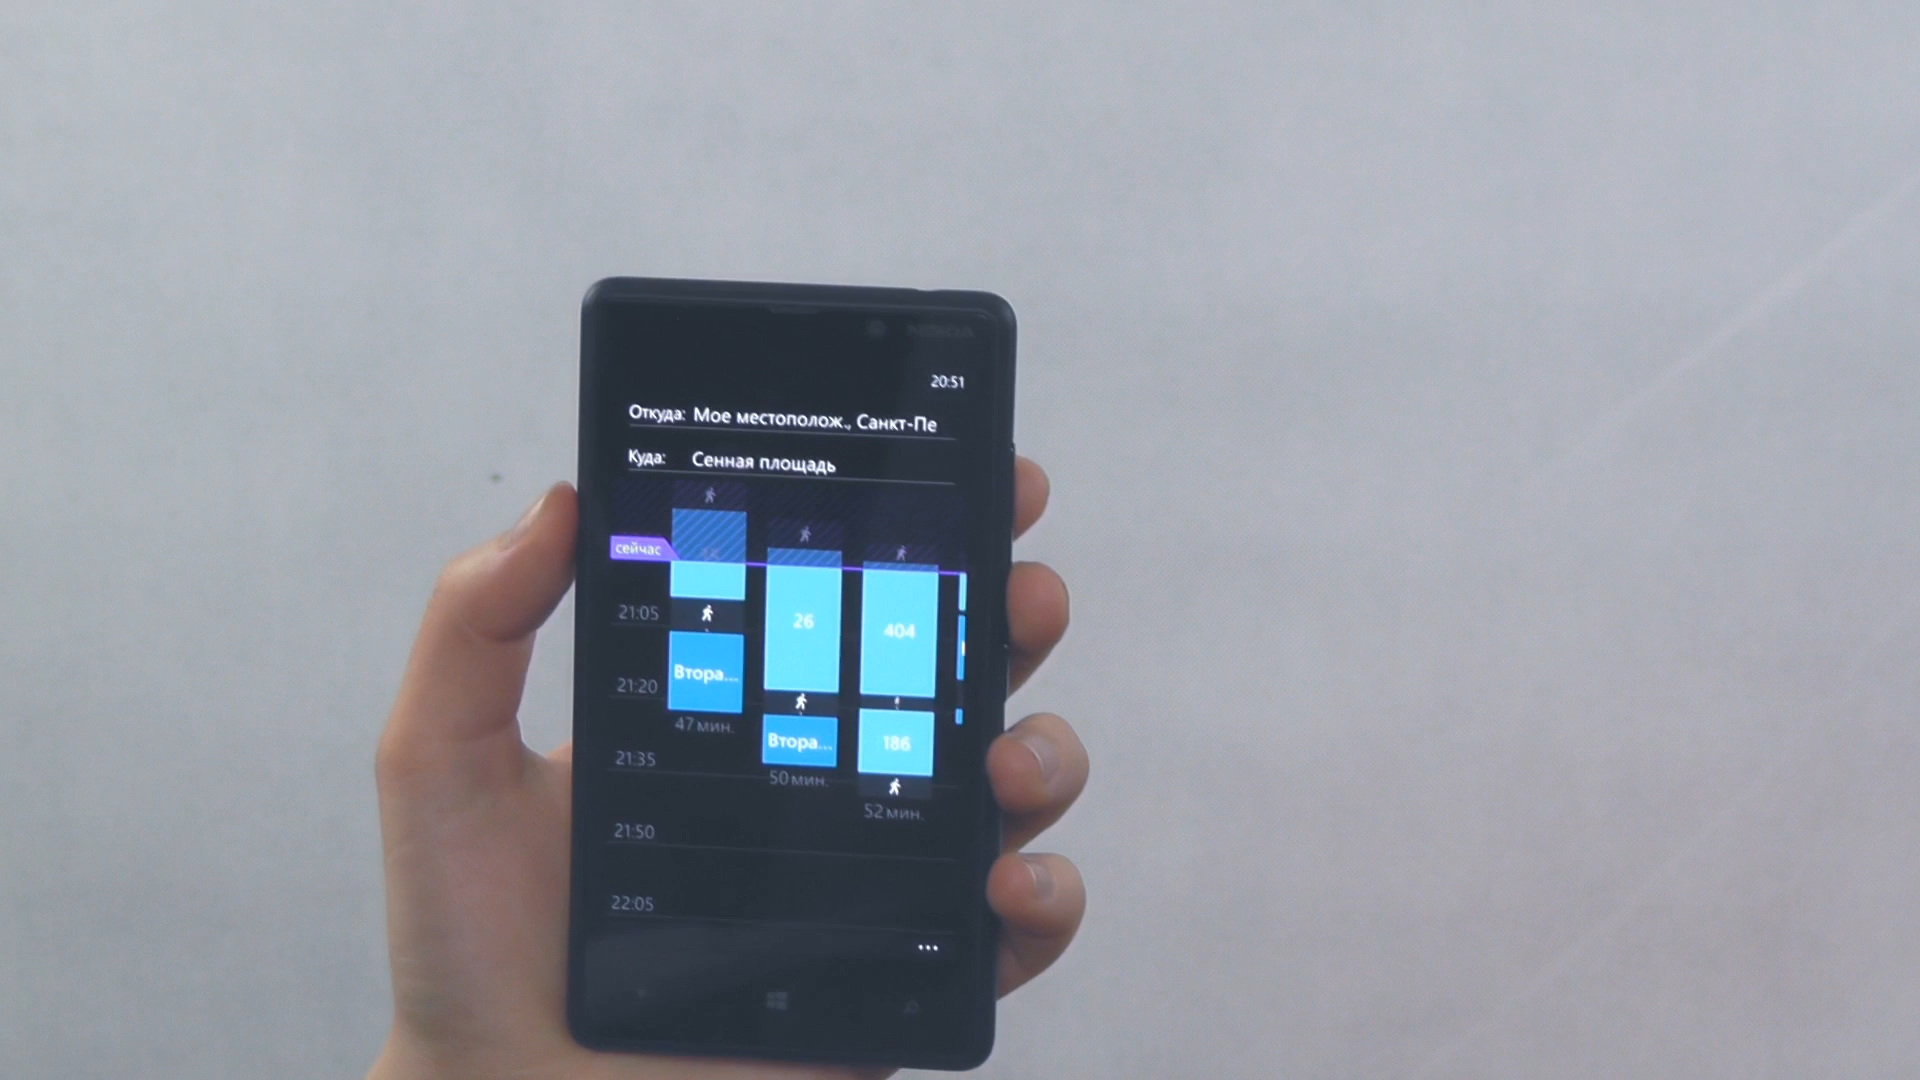 NOKIA
20:51
Откуда: Мое местополож., Санкт-Пе
Куда: Сенная площадь
сейчас
21:05
21:20
21:35
21:50
22:05
Втора...
47 мин.
26
Втора...
50 мин.
404
186
52 мин.